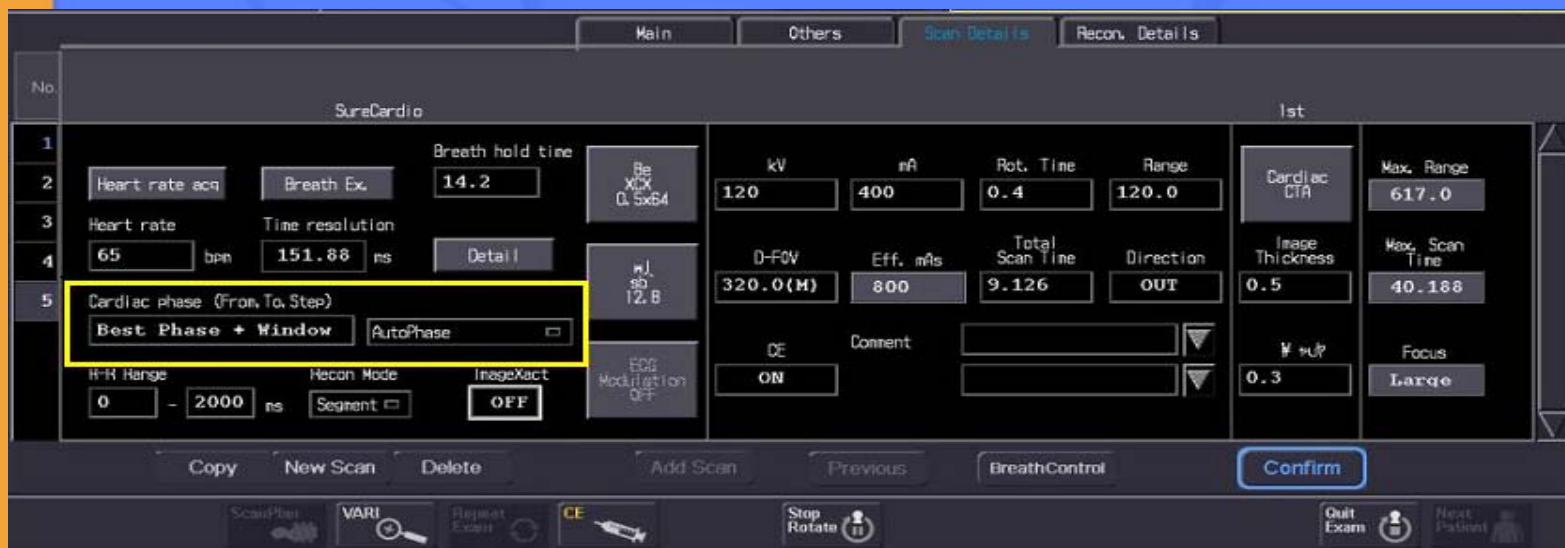 Main Others Scan Details Recon. Details
No.
SureCardio 1st
1
2
3
4
5
Breath hold time
Heart rate acq Breath Ex. 14.2
Heart rate Time resolution
65 bpm 151.88 ms Detail
Cardiac phase (From.To.Step)
Best Phase + Window AutoPhase
R-R Range Recon Mode ImageXact
0 - 2000 ms Segment OFF
0.5x64
12.8
ECG
Modulation
OFF
kV mA Rot. Time Range
120 400 0.4 120.0
D-FOV Eff. mAs Total Scan Time Direction
320.0(M) 800 9.126 OUT
CE Comment
ON
Cardiac
CTA
Image
Thickness
0.5
0.3
Max. Range
617.0
Max. Scan
Time
40.188
Focus
Large
Copy New Scan Delete Add Scan Previous BreathControl Confirm
VARI Repeat
Exam CE Stop
Rotate Quit
Exam Next
Patient